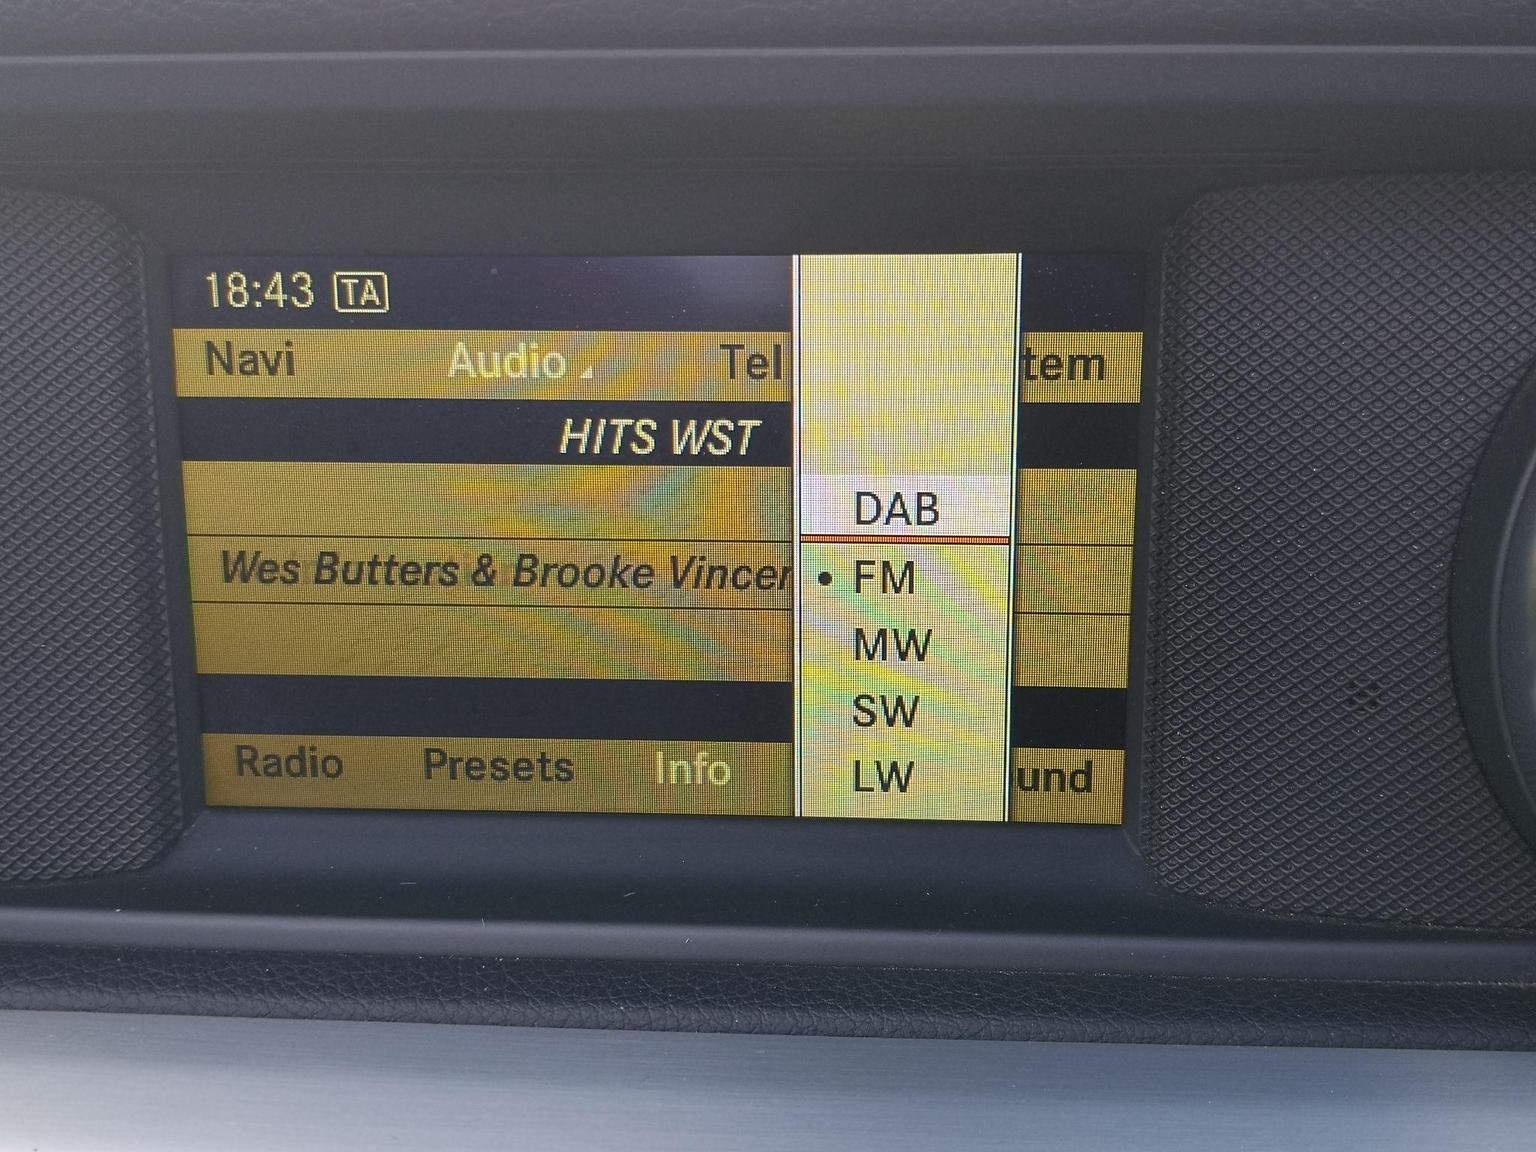 18:43 TA
Navi Audio Tel tem
HITS WST
DAB
Wes Butters & Brooke Vincer
FM
MW
SW
LW
Radio Presets Info und